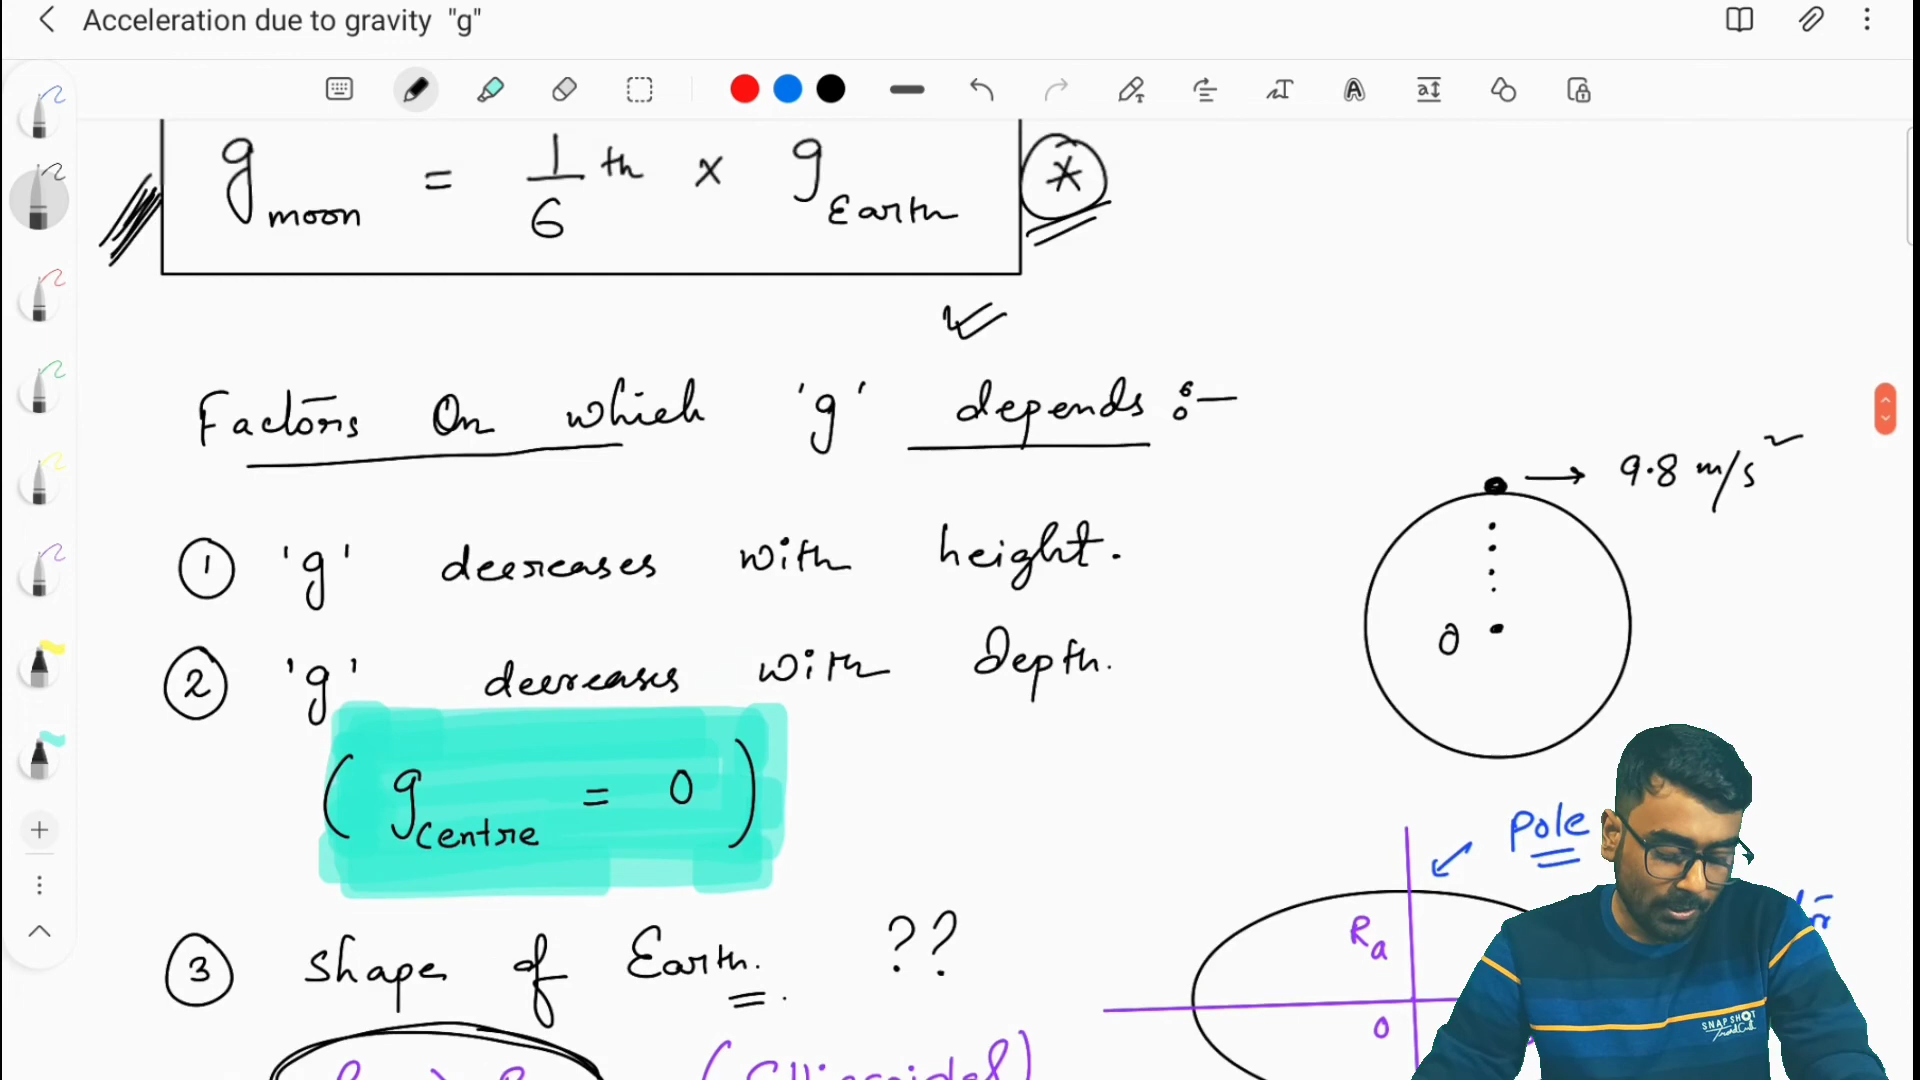 Acceleration due to gravity "g"
g moon = 1/6 th × g Earth *
Factors On which 'g' depends :-
9.8 m/s²
① 'g' decreases with height.
② 'g' decreases with Depth.
O
( g Centre = 0 )
Pole
③ Shape of Earth. ??
Ra
O
SNAPSHOT